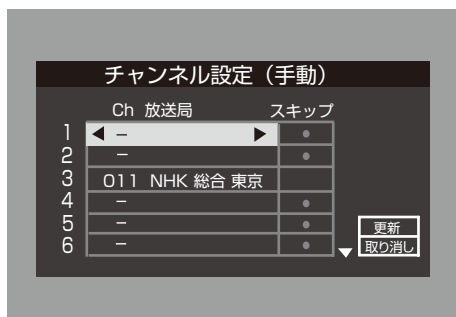 チャンネル設定（手動）
Ch 放送局 スキップ
1 ◀ − ▶ ●
2 − ●
3 011 NHK 総合 東京
4 − ●
5 − ● 更新
6 − ● ▼ 取り消し